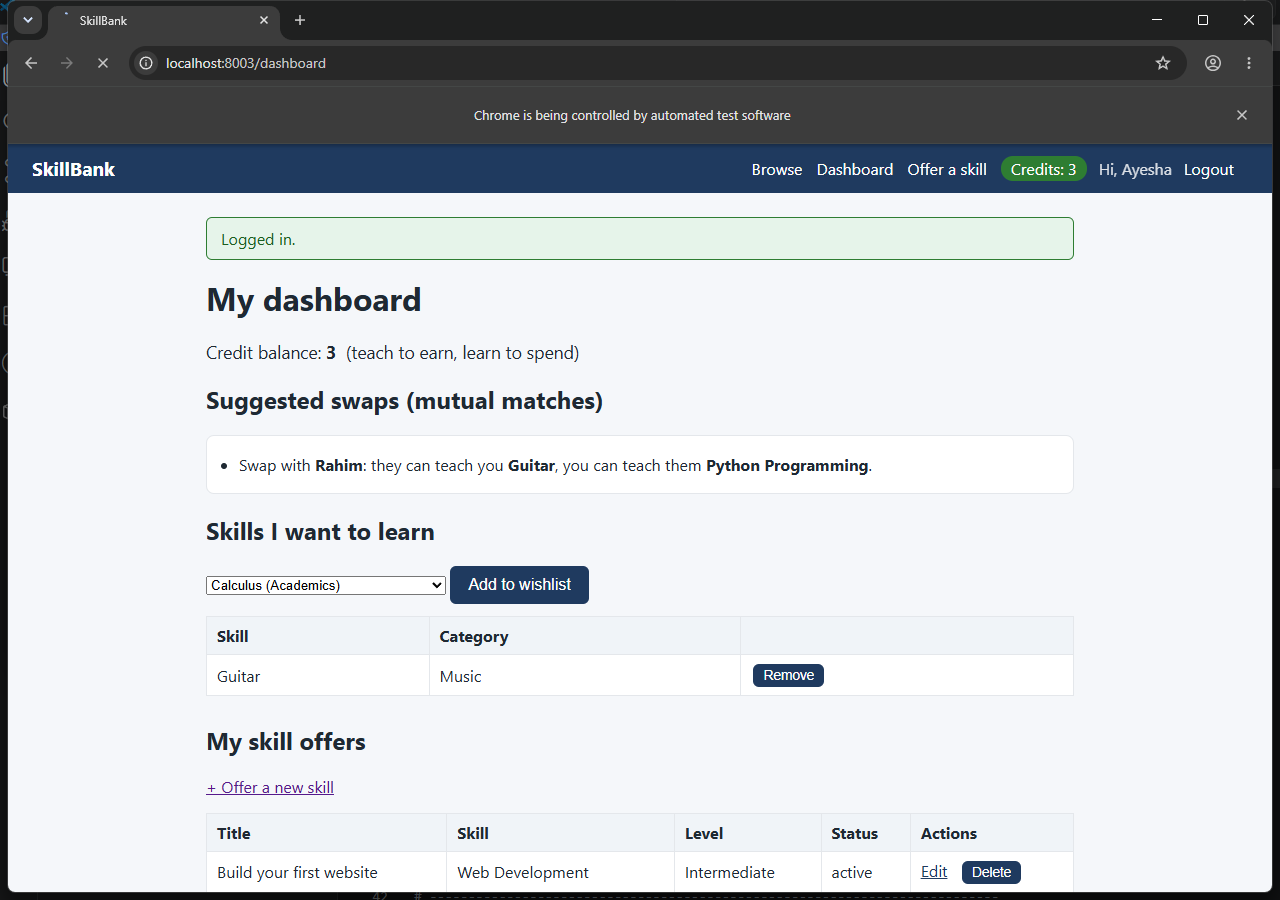 SkillBank
localhost:8003/dashboard
Chrome is being controlled by automated test software
SkillBank Browse Dashboard Offer a skill Credits: 3 Hi, Ayesha Logout
Logged in.
My dashboard
Credit balance: 3 (teach to earn, learn to spend)
Suggested swaps (mutual matches)
• Swap with Rahim: they can teach you Guitar, you can teach them Python Programming.
Skills I want to learn
Calculus (Academics) Add to wishlist
Skill Category
Guitar Music Remove
My skill offers
+ Offer a new skill
Title Skill Level Status Actions
Build your first website Web Development Intermediate active Edit Delete